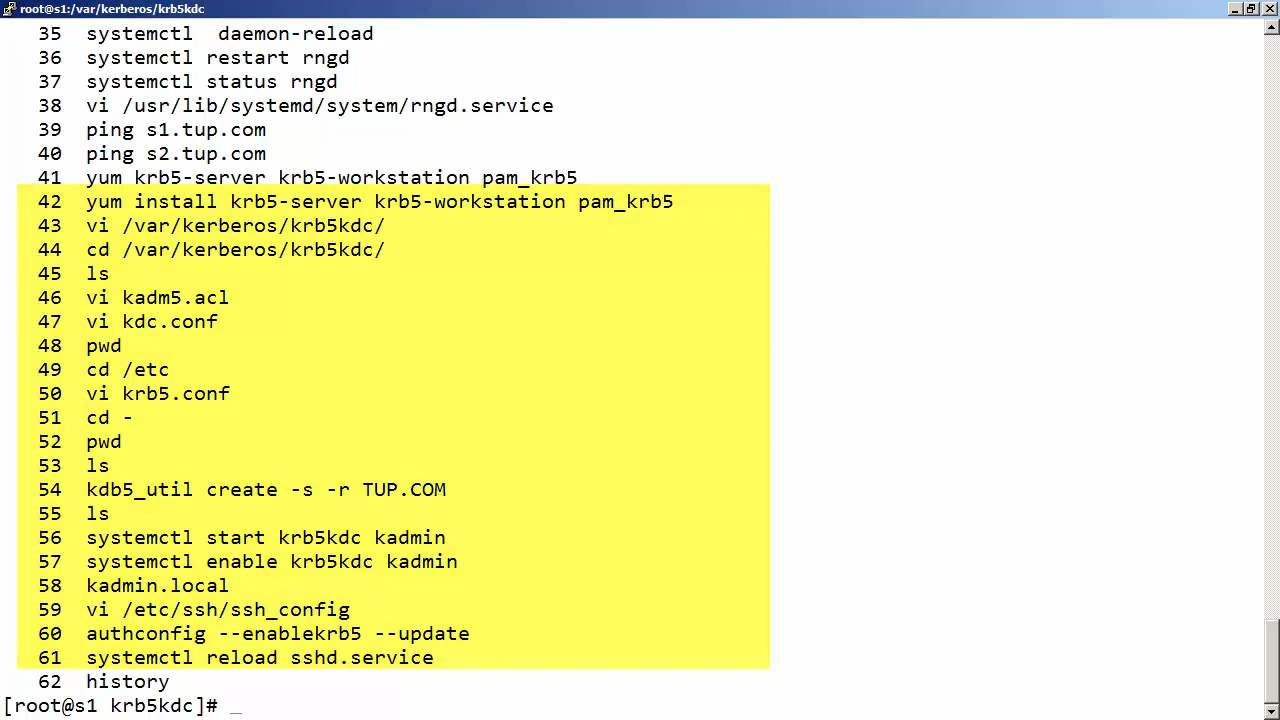 root@s1:/var/kerberos/krb5kdc
35 systemctl  daemon-reload
36 systemctl restart rngd
37 systemctl status rngd
38 vi /usr/lib/systemd/system/rngd.service
39 ping s1.tup.com
40 ping s2.tup.com
41 yum krb5-server krb5-workstation pam_krb5
42 yum install krb5-server krb5-workstation pam_krb5
43 vi /var/kerberos/krb5kdc/
44 cd /var/kerberos/krb5kdc/
45 ls
46 vi kadm5.acl
47 vi kdc.conf
48 pwd
49 cd /etc
50 vi krb5.conf
51 cd -
52 pwd
53 ls
54 kdb5_util create -s -r TUP.COM
55 ls
56 systemctl start krb5kdc kadmin
57 systemctl enable krb5kdc kadmin
58 kadmin.local
59 vi /etc/ssh/ssh_config
60 authconfig --enablekrb5 --update
61 systemctl reload sshd.service
62 history
[root@s1 krb5kdc]# _